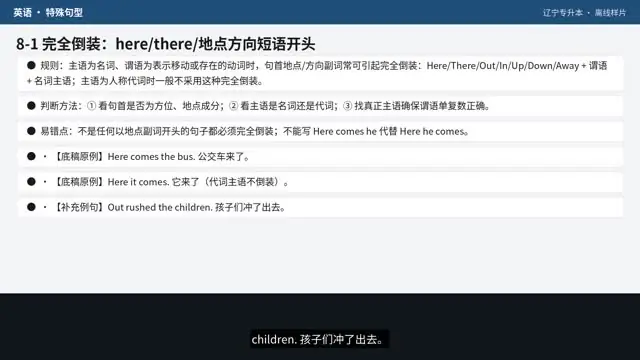 英语 · 特殊句型
辽宁专升本 · 离线样片
8-1 完全倒装：here/there/地点方向短语开头
● 规则：主语为名词、谓语为表示移动或存在的动词时，句首地点/方向副词常可引起完全倒装：Here/There/Out/In/Up/Down/Away + 谓语
+ 名词主语；主语为人称代词时一般不采用这种完全倒装。
● 判断方法：① 看句首是否为方位、地点成分；② 看主语是名词还是代词；③ 找真正主语确保谓语单复数正确。
● 易错点：不是任何以地点副词开头的句子都必须完全倒装；不能写 Here comes he 代替 Here he comes。
● · 【底稿原例】Here comes the bus. 公交车来了。
● · 【底稿原例】Here it comes. 它来了（代词主语不倒装）。
● · 【补充例句】Out rushed the children. 孩子们冲了出去。
children. 孩子们冲了出去。